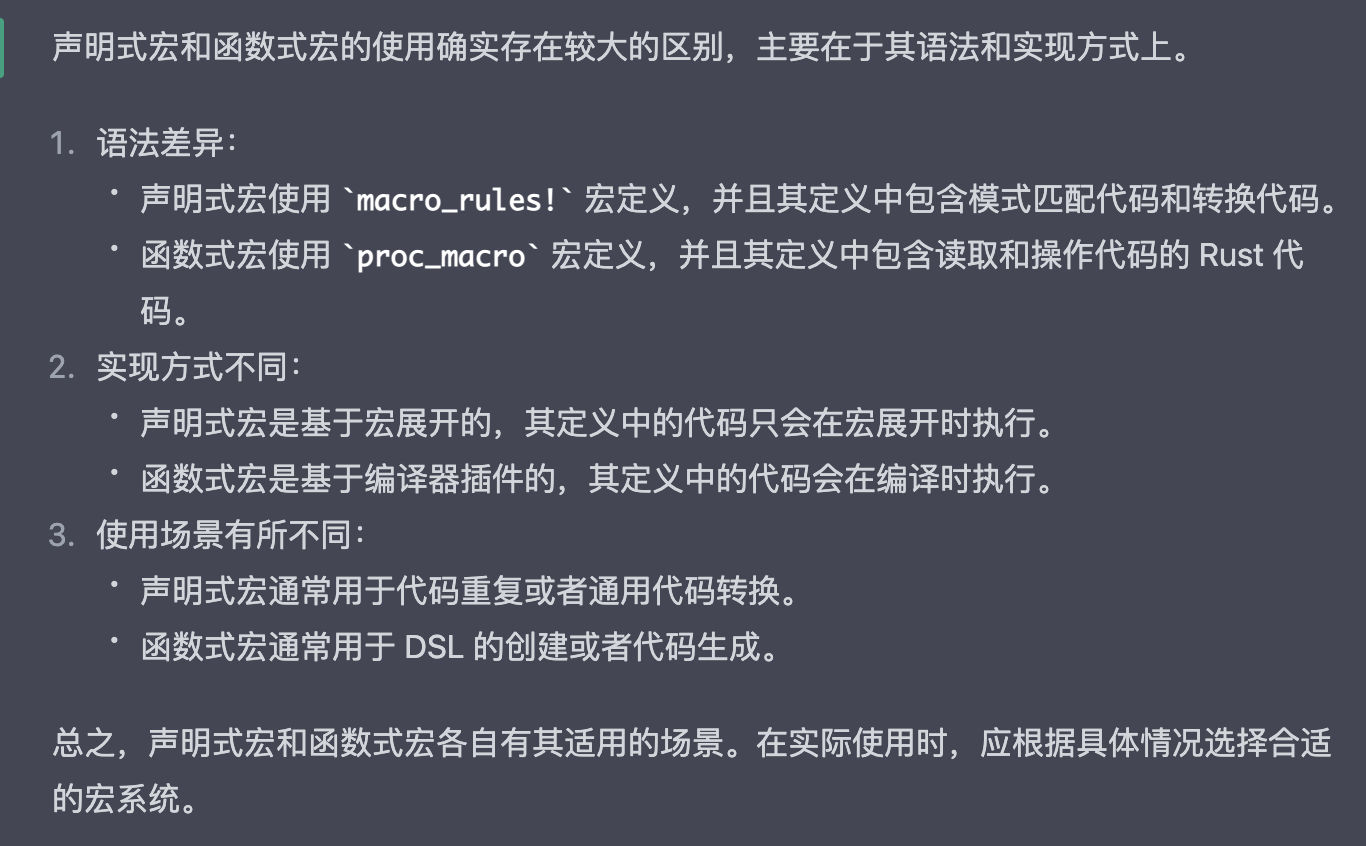 声明式宏和函数式宏的使用确实存在较大的区别，主要在于其语法和实现方式上。
1. 语法差异：
• 声明式宏使用 `macro_rules!` 宏定义，并且其定义中包含模式匹配代码和转换代码。
• 函数式宏使用 `proc_macro` 宏定义，并且其定义中包含读取和操作代码的 Rust 代
码。
2. 实现方式不同：
• 声明式宏是基于宏展开的，其定义中的代码只会在宏展开时执行。
• 函数式宏是基于编译器插件的，其定义中的代码会在编译时执行。
3. 使用场景有所不同：
• 声明式宏通常用于代码重复或者通用代码转换。
• 函数式宏通常用于 DSL 的创建或者代码生成。
总之，声明式宏和函数式宏各自有其适用的场景。在实际使用时，应根据具体情况选择合适
的宏系统。